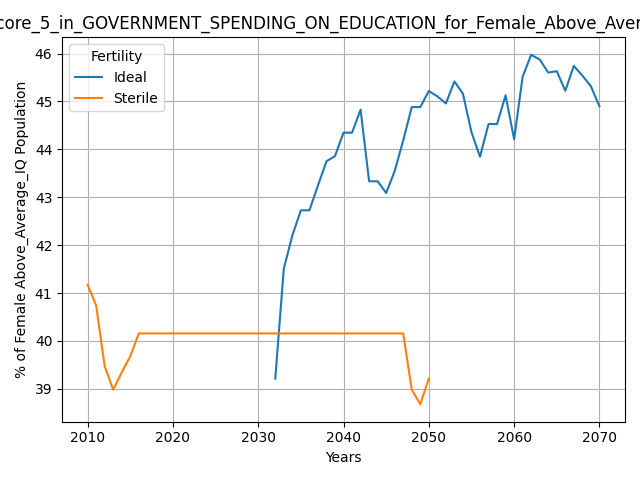 core_5_in_GOVERNMENT_SPENDING_ON_EDUCATION_for_Female_Above_Aver
Fertility
Ideal
Sterile
46
45
44
43
42
41
40
39
% of Female Above_Average_IQ Population
2010 2020 2030 2040 2050 2060 2070
Years